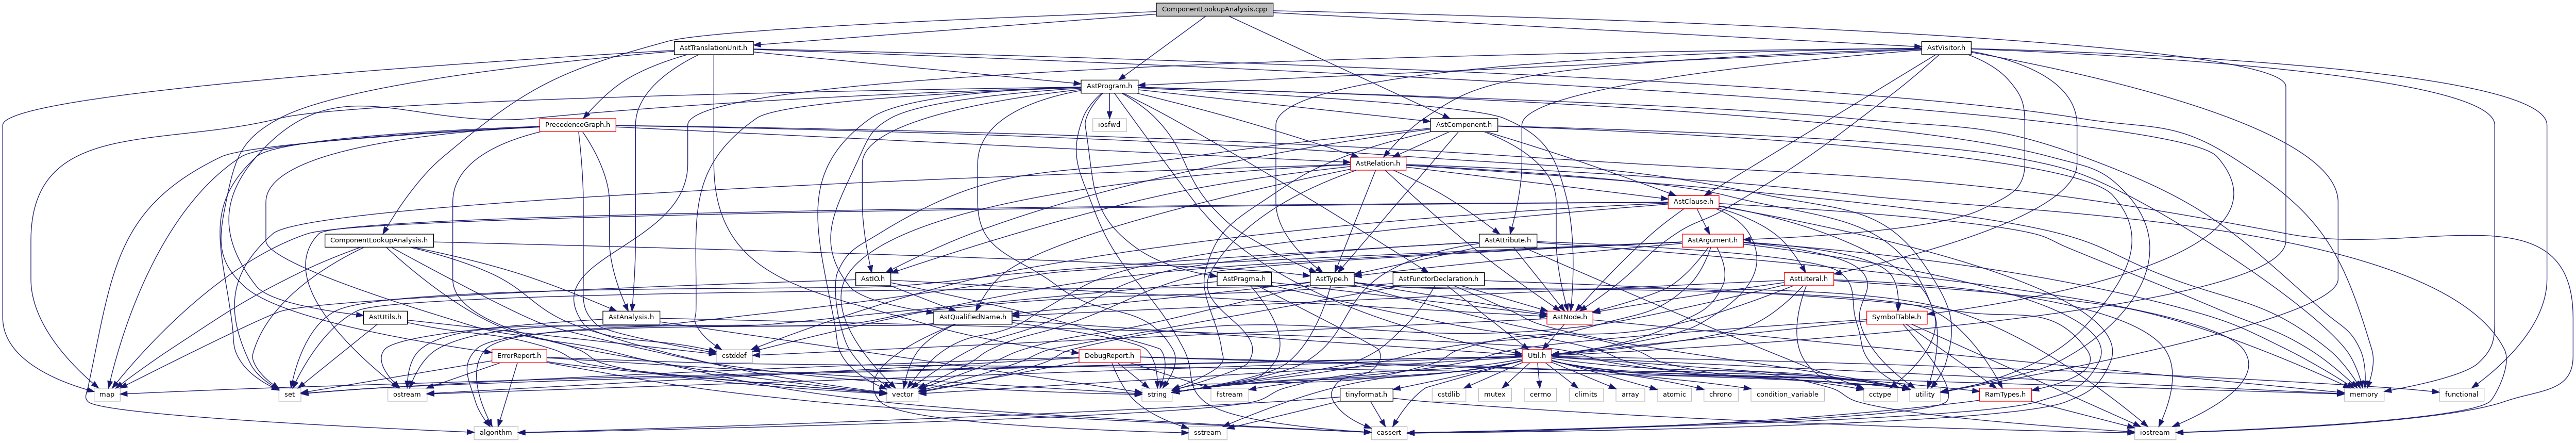 ComponentLookupAnalysis.cpp
AstTranslationUnit.h
AstVisitor.h
AstProgram.h
PrecedenceGraph.h
iosfwd
AstComponent.h
AstRelation.h
AstClause.h
ComponentLookupAnalysis.h
AstAttribute.h
AstArgument.h
AstIO.h
AstPragma.h
AstType.h
AstFunctorDeclaration.h
AstLiteral.h
AstUtils.h
AstAnalysis.h
AstQualifiedName.h
AstNode.h
SymbolTable.h
ErrorReport.h
cstddef
DebugReport.h
Util.h
map
set
ostream
vector
string
fstream
tinyformat.h
cstdlib
mutex
cerrno
climits
array
atomic
chrono
condition_variable
cctype
utility
RamTypes.h
memory
functional
algorithm
sstream
cassert
iostream